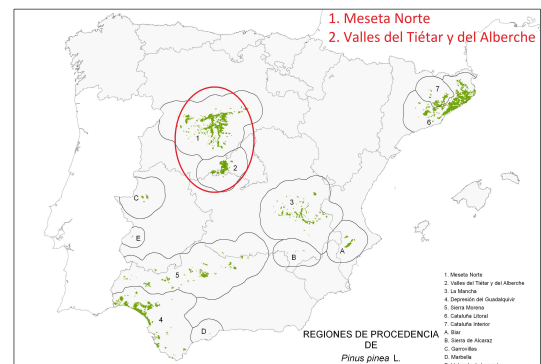 1. Meseta Norte
2. Valles del Tiétar y del Alberche
7
6
1
2
C
3
E
A
B
5
4
D
1. Meseta Norte
2. Valles del Tiétar y del Alberche
3. La Mancha
4. Depresión del Guadalquivir
5. Sierra Morena
6. Cataluña Litoral
7. Cataluña Interior
A. Biar
B. Sierra de Alcaraz
C. Garrovillas
D. Marbella
REGIONES DE PROCEDENCIA
DE
Pinus pinea L.